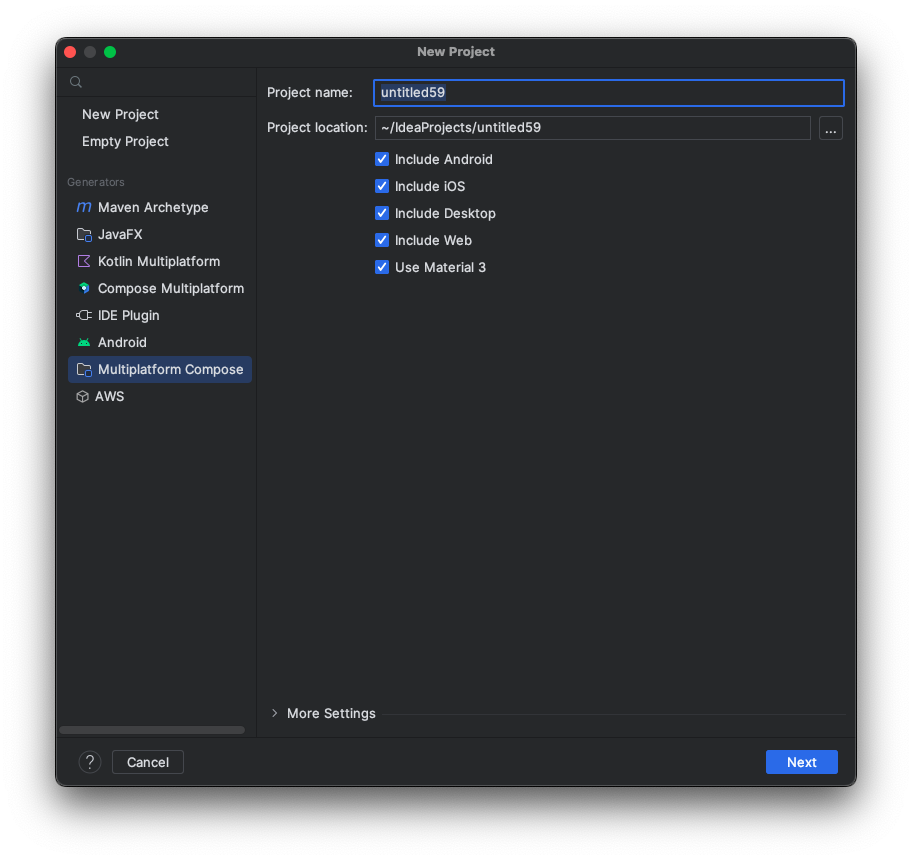 New Project
New Project
Empty Project
Generators
Maven Archetype
JavaFX
Kotlin Multiplatform
Compose Multiplatform
IDE Plugin
Android
Multiplatform Compose
AWS
Project name: untitled59
Project location: ~/IdeaProjects/untitled59 ...
Include Android
Include iOS
Include Desktop
Include Web
Use Material 3
More Settings
? Cancel Next